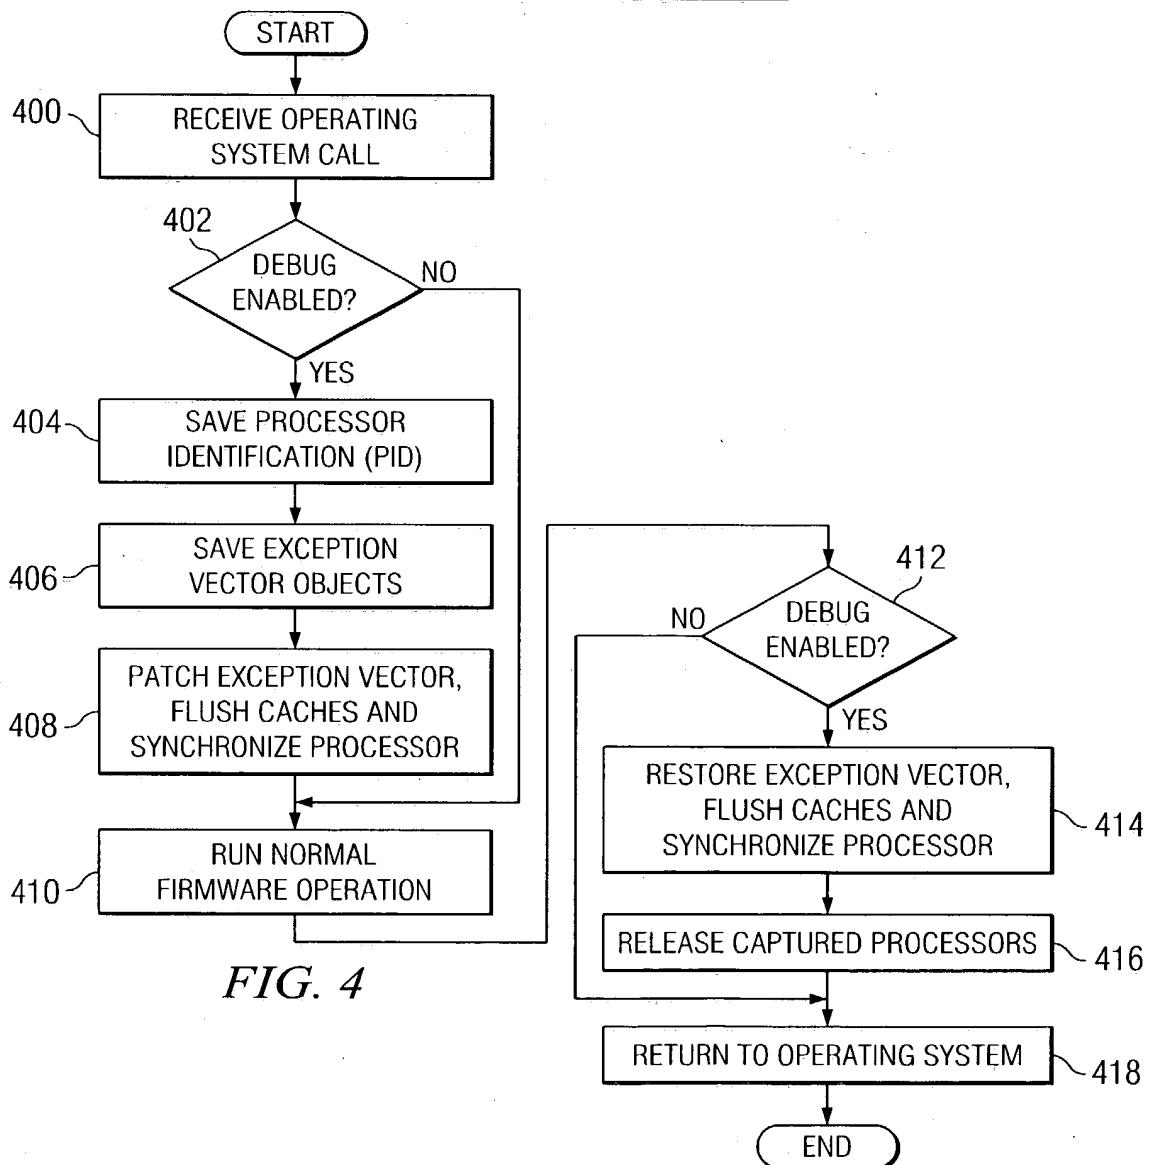 START
400
RECEIVE OPERATING
SYSTEM CALL
402
DEBUG
ENABLED?
NO
YES
404
SAVE PROCESSOR
IDENTIFICATION (PID)
406
SAVE EXCEPTION
VECTOR OBJECTS
408
PATCH EXCEPTION VECTOR,
FLUSH CACHES AND
SYNCHRONIZE PROCESSOR
410
RUN NORMAL
FIRMWARE OPERATION
FIG. 4
412
DEBUG
ENABLED?
NO
YES
RESTORE EXCEPTION VECTOR,
FLUSH CACHES AND
SYNCHRONIZE PROCESSOR
414
RELEASE CAPTURED PROCESSORS
416
RETURN TO OPERATING SYSTEM
418
END